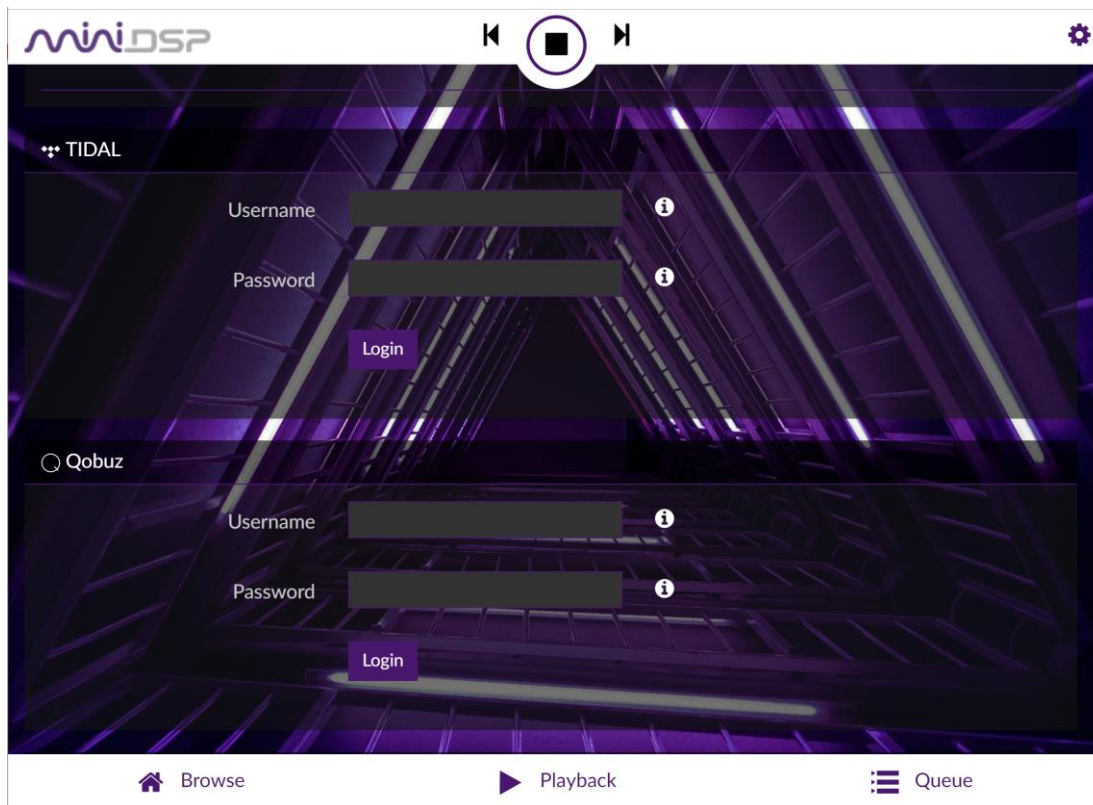 miniDSP
TIDAL
Username
Password
Login
Qobuz
Username
Password
Login
Browse Playback Queue